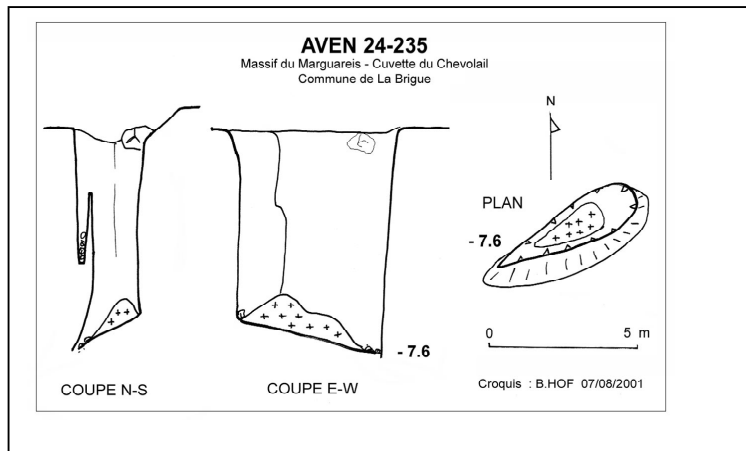 AVEN 24-235
Massif du Marguareis - Cuvette du Chevolail
Commune de La Brigue
N
PLAN
- 7.6
0 5 m
- 7.6
COUPE N-S
COUPE E-W
Croquis : B.HOF 07/08/2001